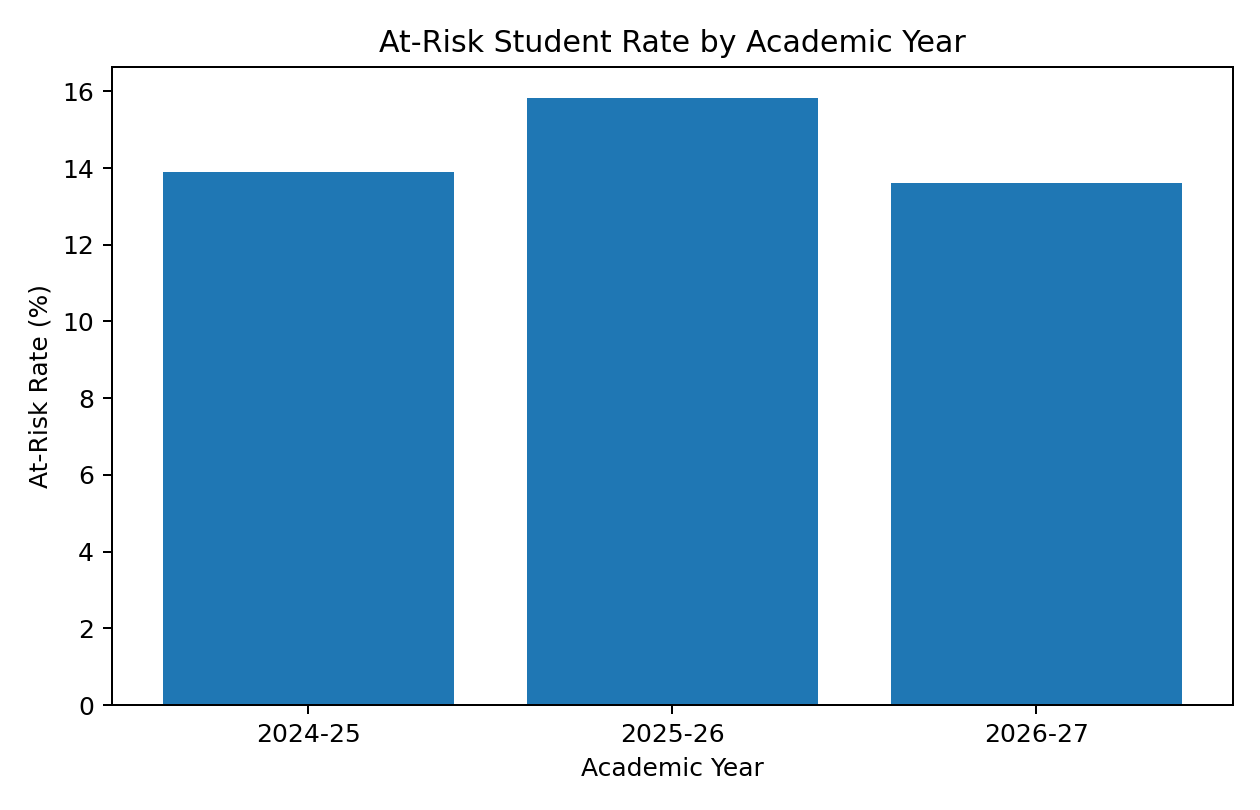 At-Risk Student Rate by Academic Year
At-Risk Rate (%)
16
14
12
10
8
6
4
2
0
2024-25 2025-26 2026-27
Academic Year